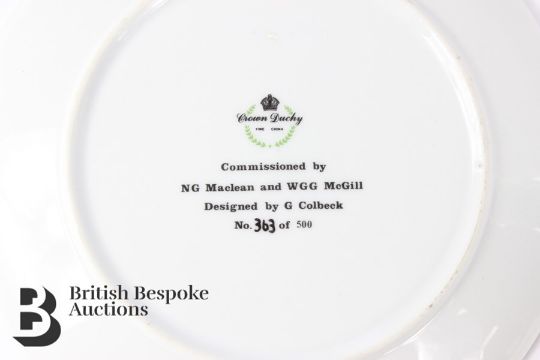 Crown Duchy
FINE CHINA
Commissioned by
NG Maclean and WGG McGill
Designed by G Colbeck
No. 363 of 500
B
British Bespoke
Auctions